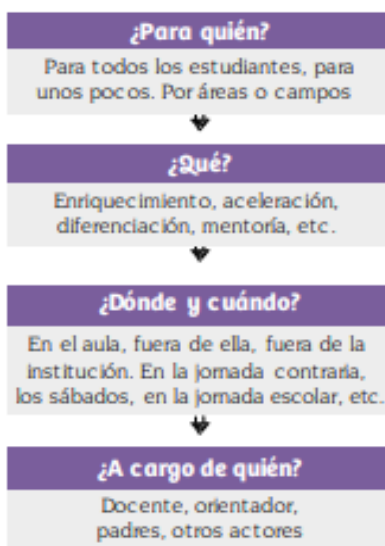 ¿Para quién?
Para todos los estudiantes, para
unos pocos. Por áreas o campos
¿Qué?
Enriquecimiento, aceleración,
diferenciación, mentoría, etc.
¿Dónde y cuándo?
En el aula, fuera de ella, fuera de la
institución. En la jornada contraria,
los sábados, en la jornada escolar, etc.
¿A cargo de quién?
Docente, orientador,
padres, otros actores